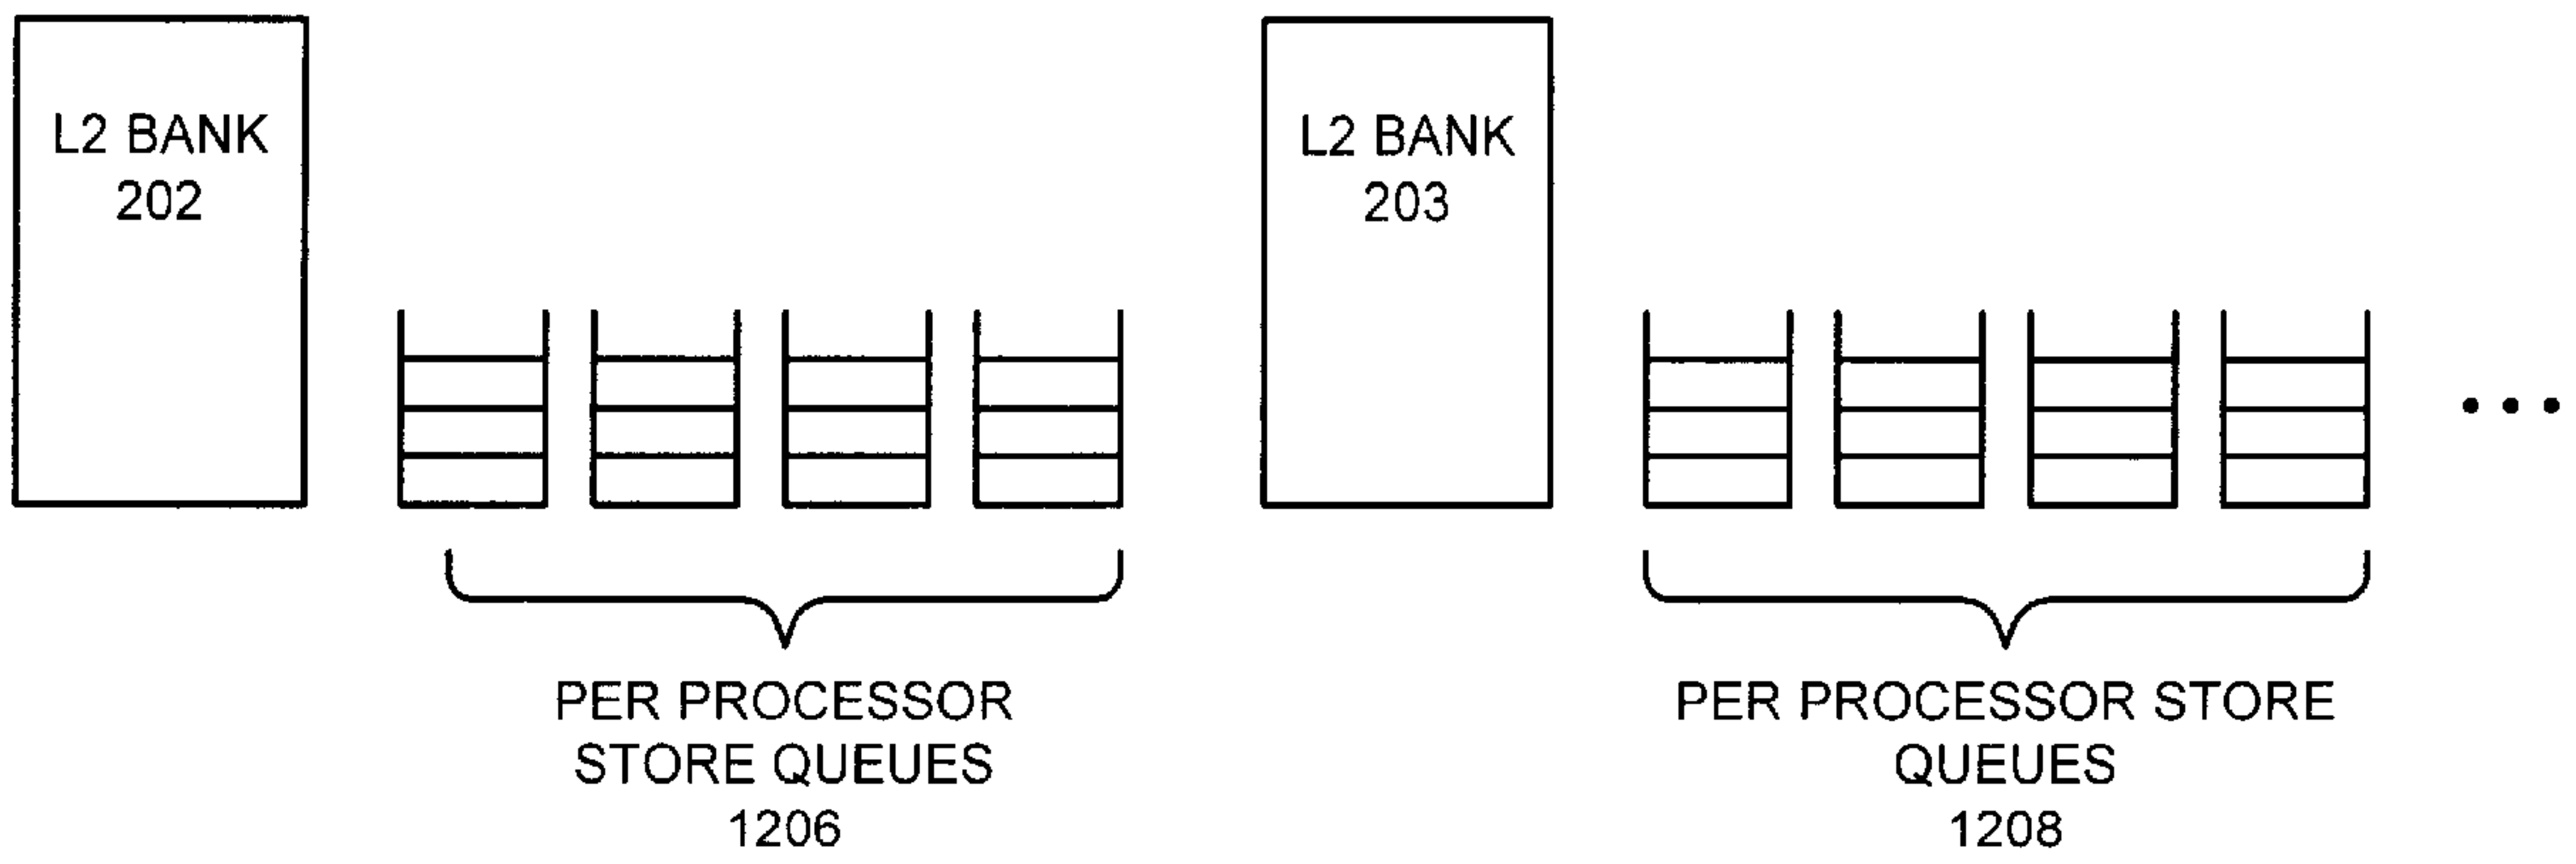 L2 BANK
202
L2 BANK
203
PER PROCESSOR
STORE QUEUES
1206
PER PROCESSOR STORE
QUEUES
1208